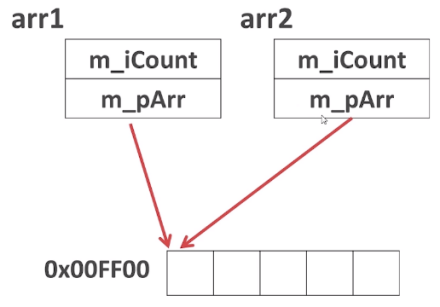 arr1 arr2
m_iCount m_iCount
m_pArr m_pArr
0x00FF00